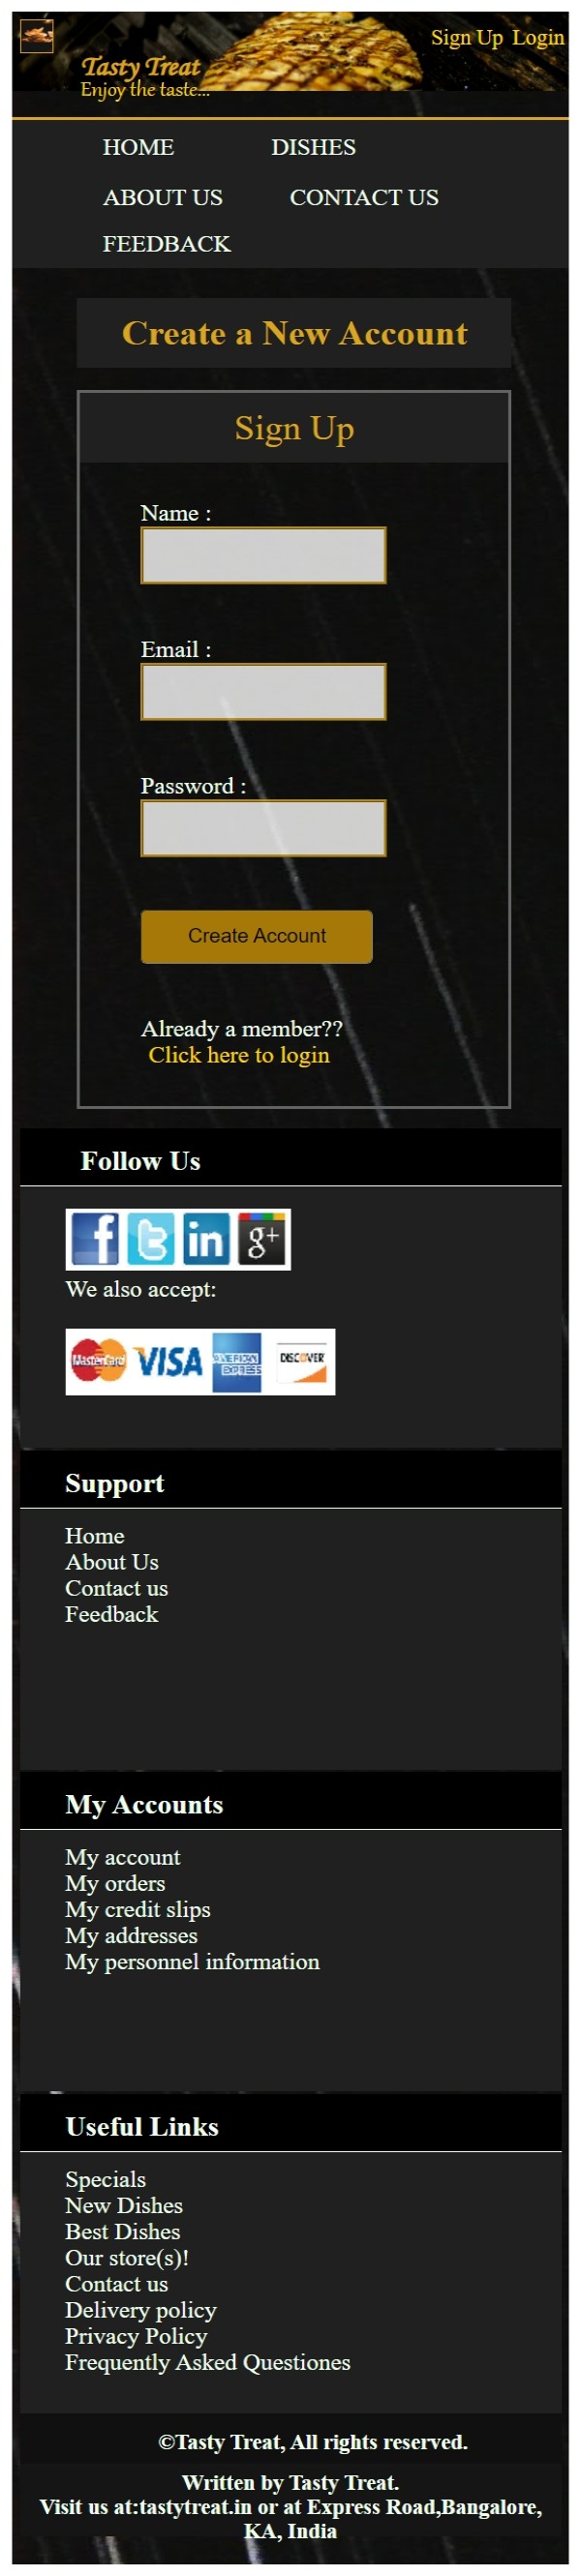 Sign Up Login
Tasty Treat
Enjoy the taste...
HOME DISHES
ABOUT US CONTACT US
FEEDBACK
Create a New Account
Sign Up
Name :
Email :
Password :
Create Account
Already a member??
Click here to login
Follow Us
f t in g+
We also accept:
MasterCard VISA AMERICAN EXPRESS DISCOVER
Support
Home
About Us
Contact us
Feedback
My Accounts
My account
My orders
My credit slips
My addresses
My personnel information
Useful Links
Specials
New Dishes
Best Dishes
Our store(s)!
Contact us
Delivery policy
Privacy Policy
Frequently Asked Questiones
©Tasty Treat, All rights reserved.
Written by Tasty Treat.
Visit us at:tastytreat.in or at Express Road,Bangalore,
KA, India